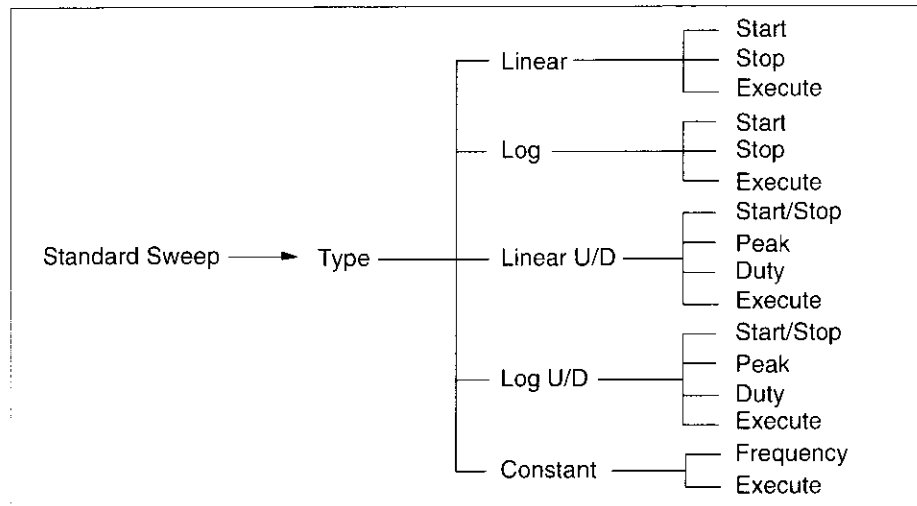 Start
Linear
Stop
Execute
Start
Log
Stop
Execute
Start/Stop
Peak
Standard Sweep
Type
Linear U/D
Duty
Execute
Start/Stop
Peak
Log U/D
Duty
Execute
Frequency
Constant
Execute